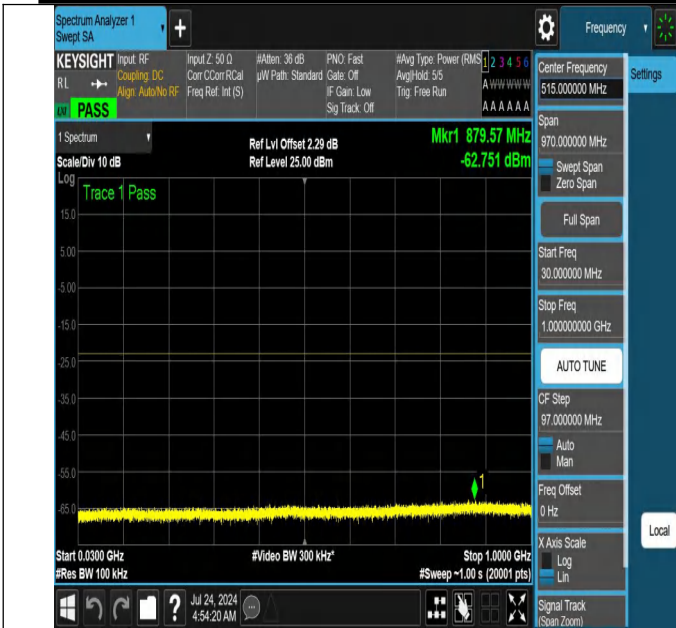 Spectrum Analyzer 1
Swept SA
+
Frequency
KEYSIGHT
RL
PASS
Input: RF
Coupling: DC
Align: Auto/No RF
Input Z: 50 Ω
Corr CCorr RCal
Freq Ref: Int (S)
#Atten: 36 dB
µW Path: Standard
PNO: Fast
Gate: Off
IF Gain: Low
Sig Track: Off
#Avg Type: Power (RMS
Avg|Hold: 5/5
Trig: Free Run
1 2 3 4 5 6
A W W W W W
A A A A A A
Center Frequency
515.000000 MHz
Settings
Span
970.000000 MHz
Swept Span
Zero Span
Full Span
Start Freq
30.000000 MHz
Stop Freq
1.000000000 GHz
AUTO TUNE
CF Step
97.000000 MHz
Auto
Man
Freq Offset
0 Hz
X Axis Scale
Log
Lin
Local
Signal Track
(Span Zoom)
1 Spectrum
Scale/Div 10 dB
Log
Ref Lvl Offset 2.29 dB
Ref Level 25.00 dBm
Mkr1 879.57 MHz
-62.751 dBm
Trace 1 Pass
15.0
5.00
-5.00
-15.0
-25.0
-35.0
-45.0
-55.0
-65.0
1
Start 0.0300 GHz
#Res BW 100 kHz
#Video BW 300 kHz*
Stop 1.0000 GHz
#Sweep ~1.00 s (20001 pts)
?
Jul 24, 2024
4:54:20 AM